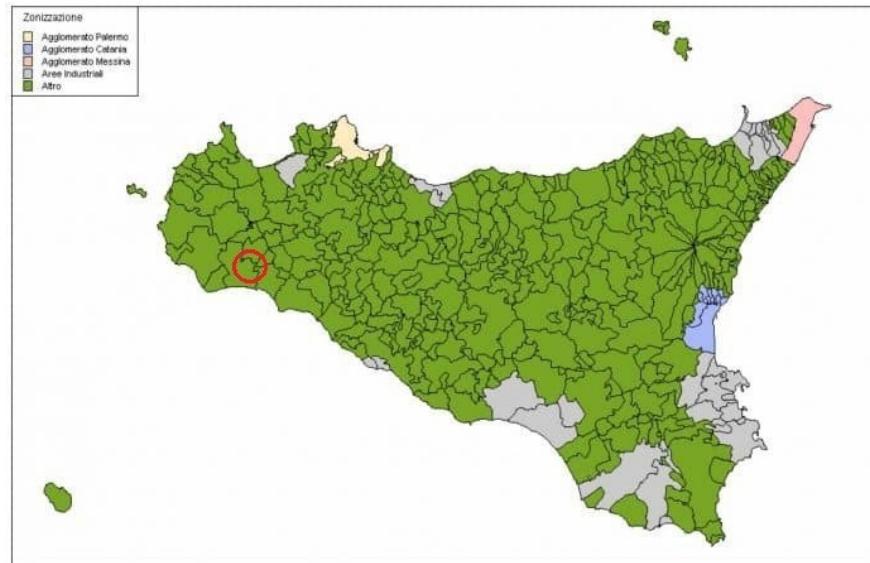 Zonizzazione
Agglomerato Palermo
Agglomerato Catania
Agglomerato Messina
Aree Industriali
Altro